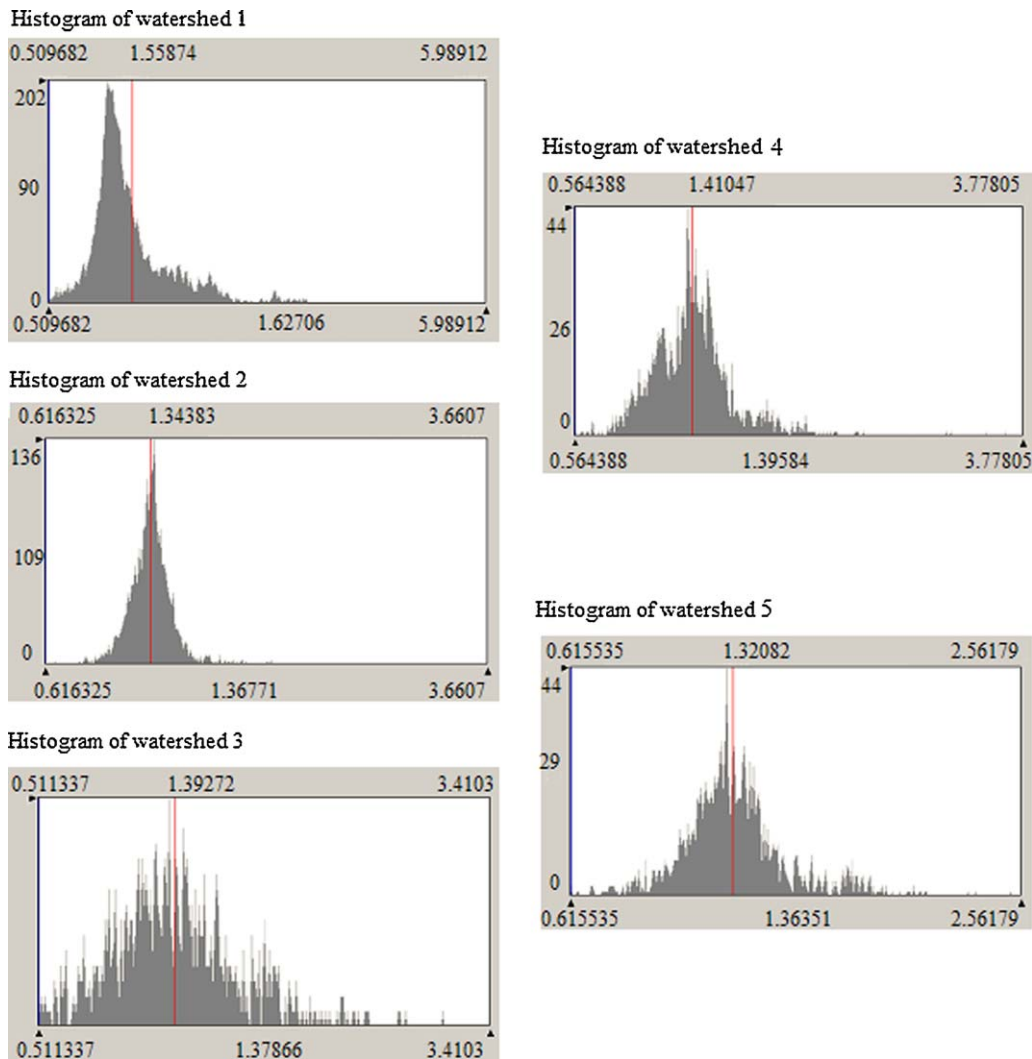 Histogram of watershed 1
0.509682 1.55874 5.98912
202
90
0
0.509682 1.62706 5.98912
Histogram of watershed 2
0.616325 1.34383 3.6607
136
109
0
0.616325 1.36771 3.6607
Histogram of watershed 3
0.511337 1.39272 3.4103
0.511337 1.37866 3.4103
Histogram of watershed 4
0.564388 1.41047 3.77805
44
26
0
0.564388 1.39584 3.77805
Histogram of watershed 5
0.615535 1.32082 2.56179
44
29
0
0.615535 1.36351 2.56179